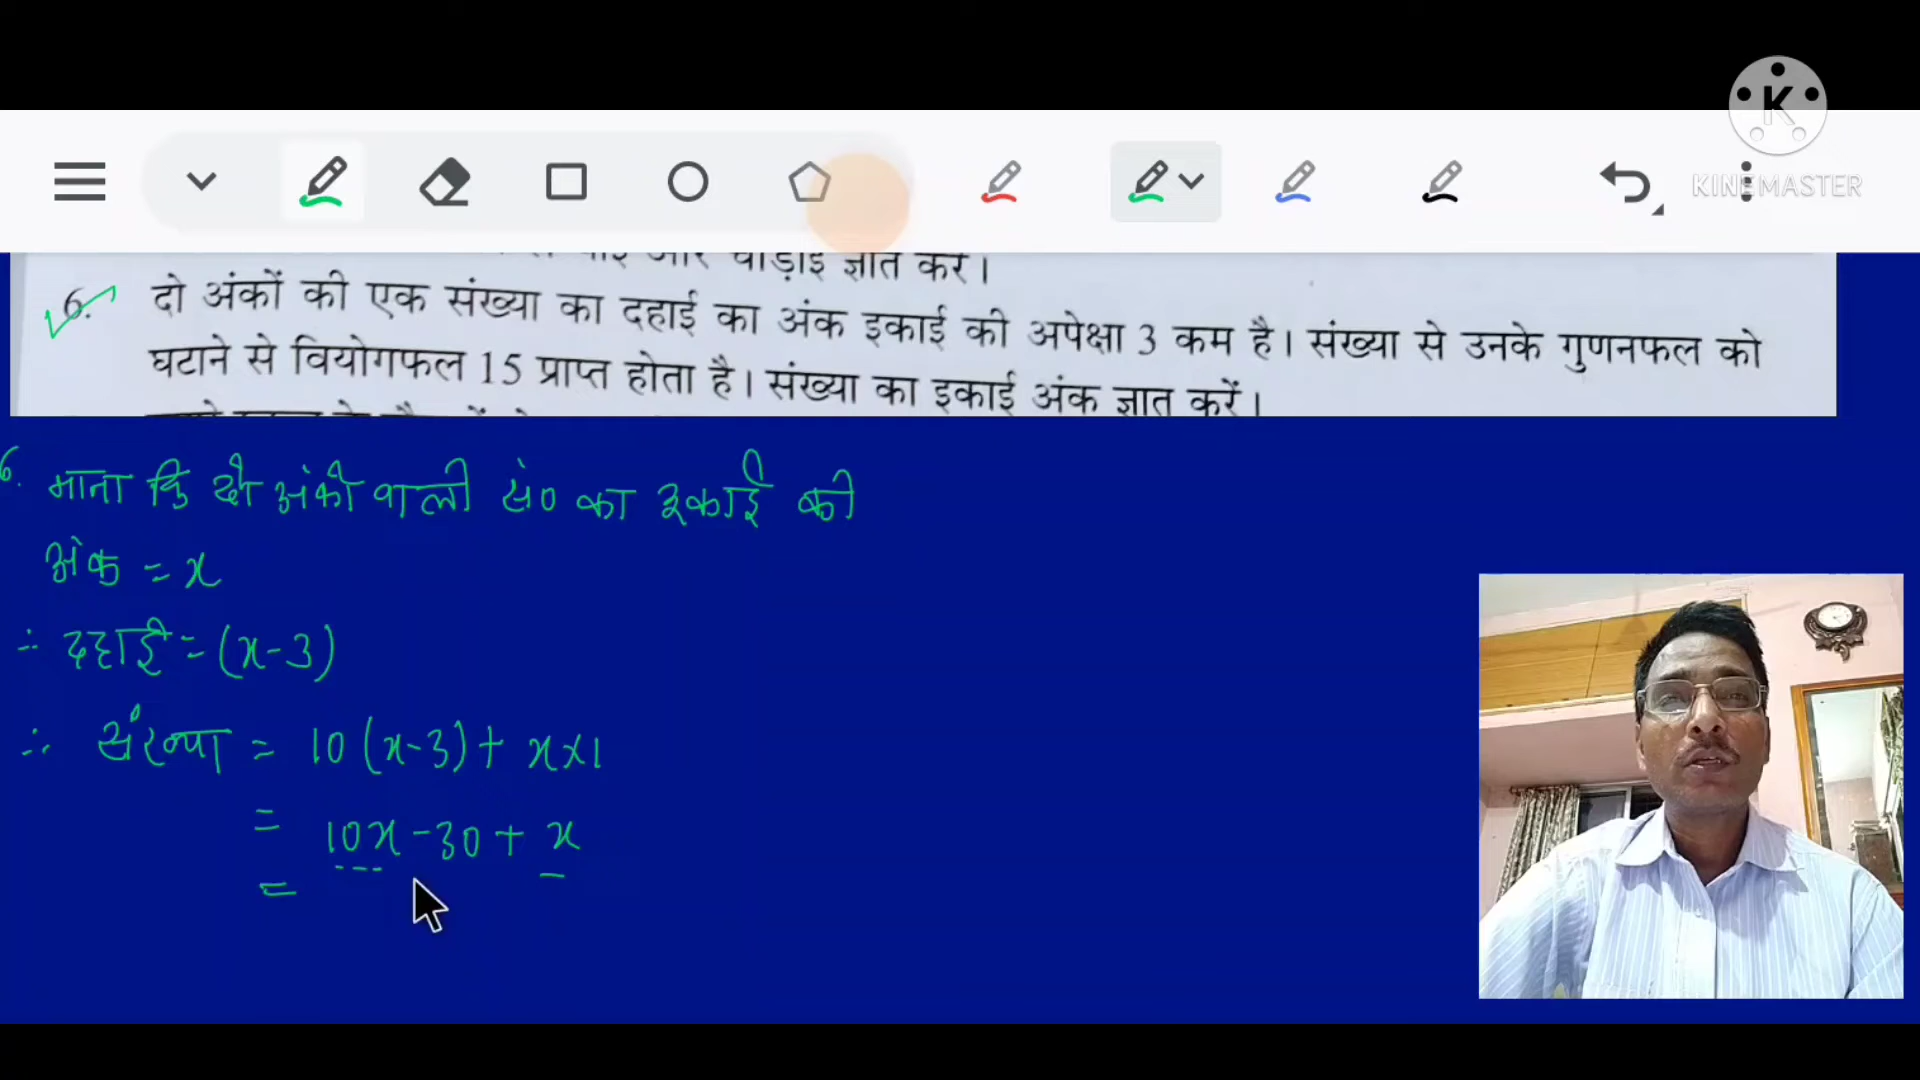 KINEMASTER
6. दो अंकों की एक संख्या का दहाई का अंक इकाई की अपेक्षा 3 कम है। संख्या से उनके गुणनफल को
घटाने से वियोगफल 15 प्राप्त होता है। संख्या का इकाई अंक ज्ञात करें।
6. माना कि दो अंको वाली सं० का इकाई की
अंक = x
∴ दहाई = (x-3)
∴ संख्या = 10(x-3) + x×1
= 10x - 30 + x
=